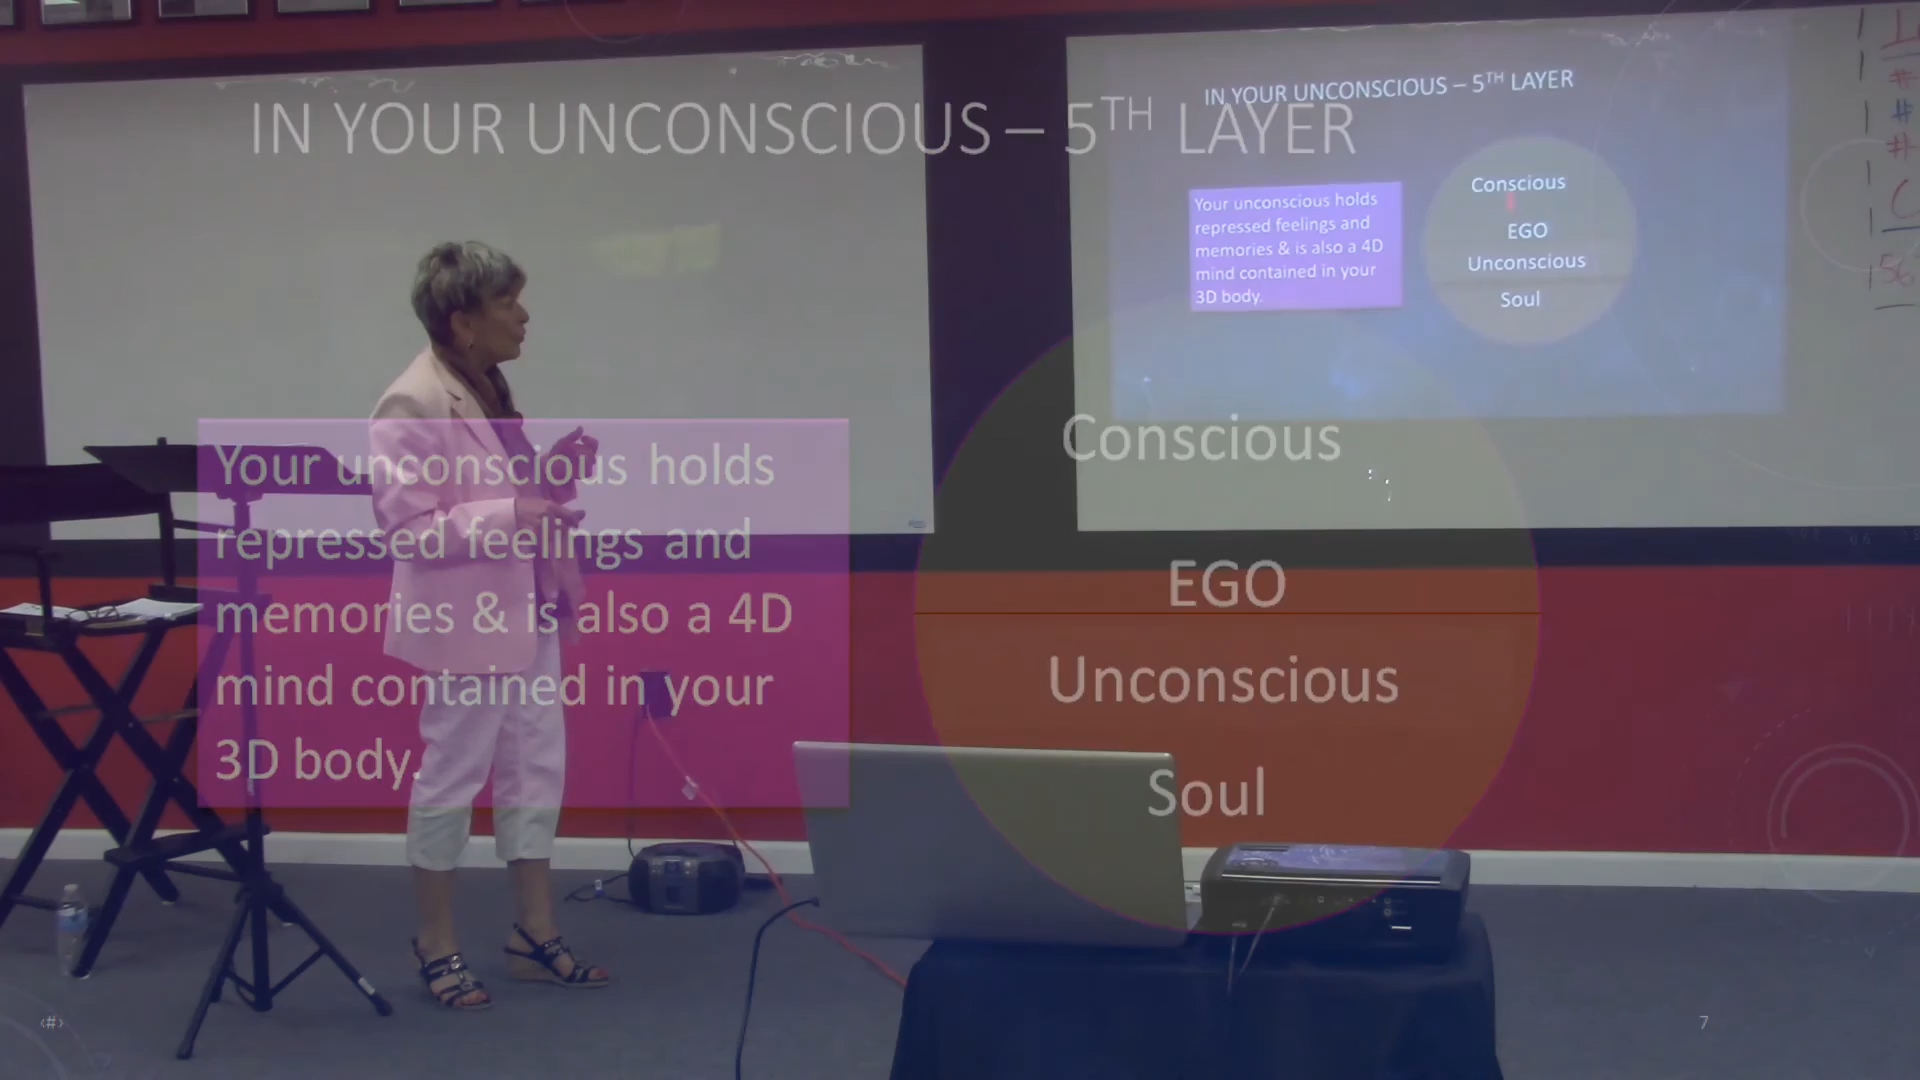 IN YOUR UNCONSCIOUS – 5TH LAYER
Your unconscious holds
repressed feelings and
memories & is also a 4D
mind contained in your
3D body.
Conscious
EGO
Unconscious
Soul
IN YOUR UNCONSCIOUS – 5TH LAYER
Your unconscious holds
repressed feelings and
memories & is also a 4D
mind contained in your
3D body.
Conscious
EGO
Unconscious
Soul
#
#
#
56
‹#›
7